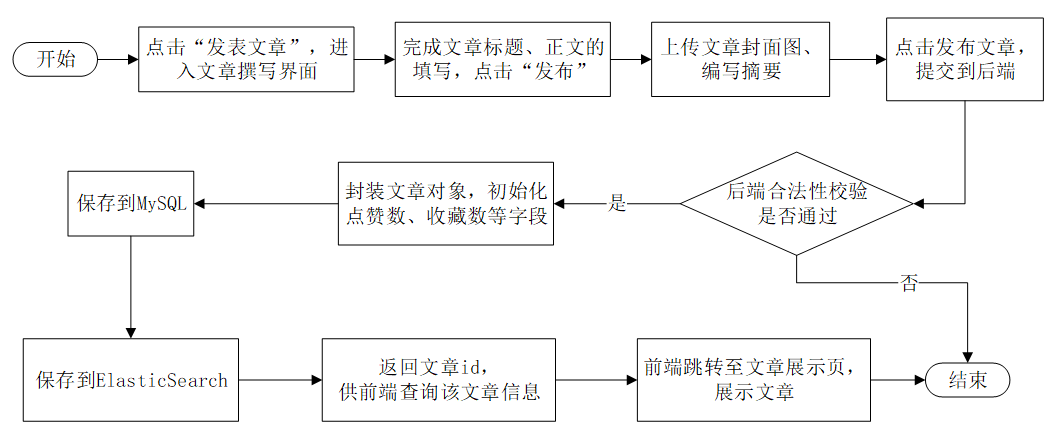 开始
点击“发表文章”，进
入文章撰写界面
完成文章标题、正文的
填写，点击“发布”
上传文章封面图、
编写摘要
点击发布文章，
提交到后端
后端合法性校验
是否通过
是
封装文章对象，初始化
点赞数、收藏数等字段
保存到MySQL
否
保存到ElasticSearch
返回文章id，
供前端查询该文章信息
前端跳转至文章展示页，
展示文章
结束